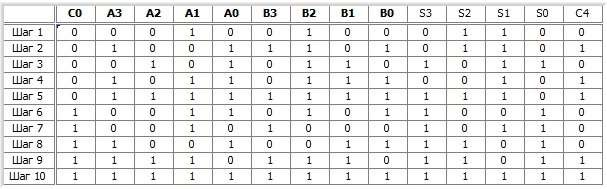 C0 A3 A2 A1 A0 B3 B2 B1 B0 S3 S2 S1 S0 C4
Шаг 1 0 0 0 1 0 0 1 0 0 0 1 1 0 0
Шаг 2 0 1 0 0 1 1 1 0 1 0 1 1 0 1
Шаг 3 0 0 1 0 1 0 1 1 0 1 0 1 1 0
Шаг 4 0 1 0 1 1 0 1 1 1 0 0 1 0 1
Шаг 5 0 1 1 1 1 1 1 1 1 1 1 1 0 1
Шаг 6 1 0 0 1 0 1 0 1 0 1 1 0 1 0
Шаг 7 1 0 0 1 0 1 0 0 0 1 0 1 1 0
Шаг 8 1 1 0 0 1 0 0 1 1 1 1 0 1 0
Шаг 9 1 1 1 1 0 1 1 1 0 1 1 0 1 1
Шаг 10 1 1 1 1 1 1 1 1 1 1 1 1 1 1